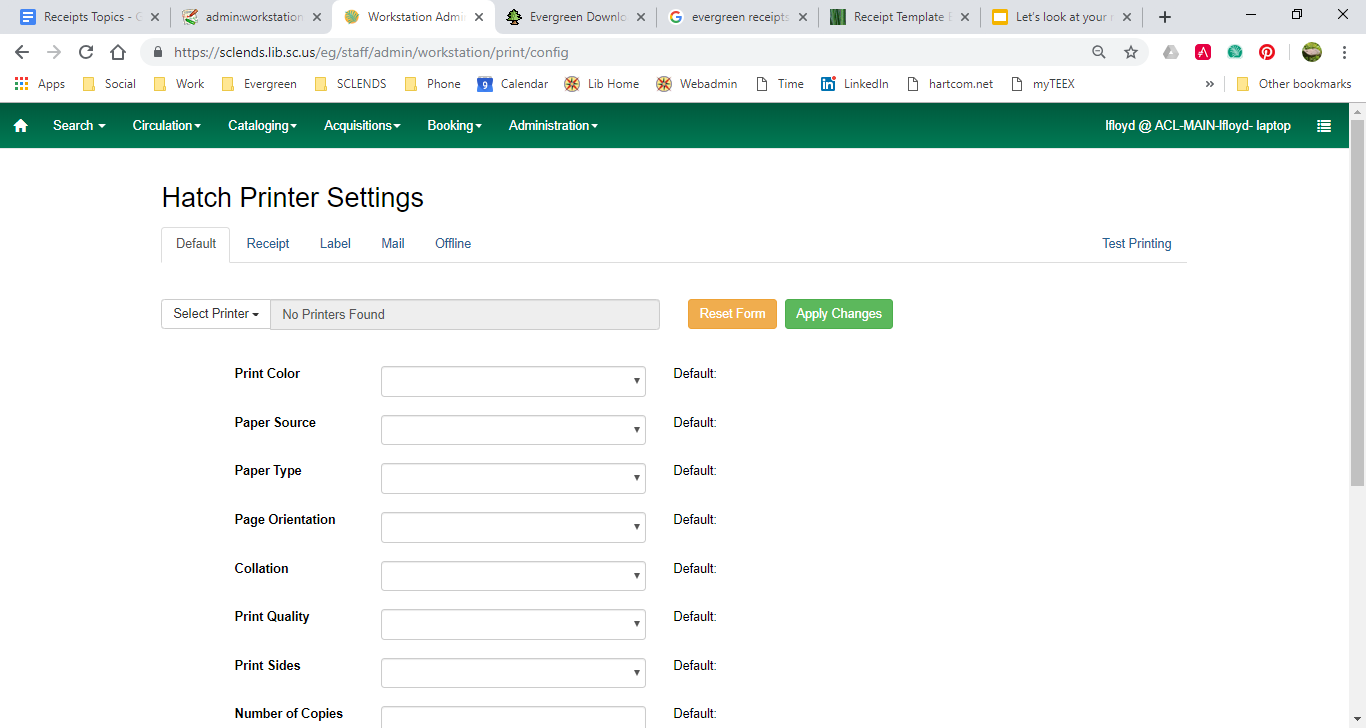 Receipts Topics - G
admin:workstation
Workstation Admi
Evergreen Downlo
evergreen receipts
Receipt Template E
Let's look at your r
https://sclends.lib.sc.us/eg/staff/admin/workstation/print/config
Apps Social Work Evergreen SCLENDS Phone Calendar Lib Home Webadmin Time LinkedIn hartcom.net myTEEX » Other bookmarks
Search Circulation Cataloging Acquisitions Booking Administration lfloyd @ ACL-MAIN-lfloyd- laptop
Hatch Printer Settings
Default Receipt Label Mail Offline Test Printing
Select Printer No Printers Found Reset Form Apply Changes
Print Color Default:
Paper Source Default:
Paper Type Default:
Page Orientation Default:
Collation Default:
Print Quality Default:
Print Sides Default:
Number of Copies Default: